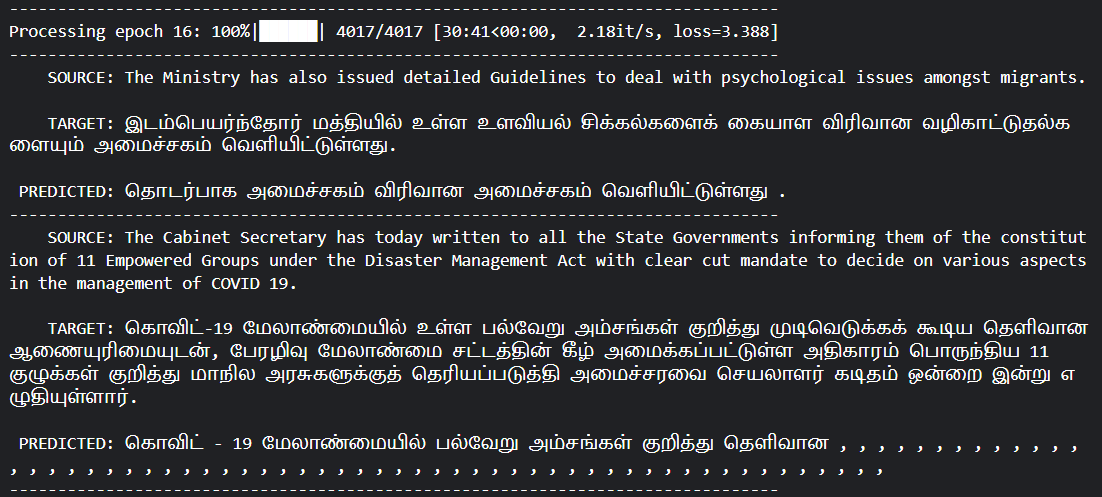 --------------------------------------------------------------------------------
Processing epoch 16: 100%|██████| 4017/4017 [30:41<00:00,  2.18it/s, loss=3.388]
--------------------------------------------------------------------------------
SOURCE: The Ministry has also issued detailed Guidelines to deal with psychological issues amongst migrants.
TARGET: இடம்பெயர்ந்தோர் மத்தியில் உள்ள உளவியல் சிக்கல்களைக் கையாள விரிவான வழிகாட்டுதல்க
ளையும் அமைச்சகம் வெளியிட்டுள்ளது.
PREDICTED: தொடர்பாக அமைச்சகம் விரிவான அமைச்சகம் வெளியிட்டுள்ளது .
--------------------------------------------------------------------------------
SOURCE: The Cabinet Secretary has today written to all the State Governments informing them of the constitut
ion of 11 Empowered Groups under the Disaster Management Act with clear cut mandate to decide on various aspects
in the management of COVID 19.
TARGET: கொவிட்-19 மேலாண்மையில் உள்ள பல்வேறு அம்சங்கள் குறித்து முடிவெடுக்கக் கூடிய தெளிவான
ஆணையுரிமையுடன், பேரழிவு மேலாண்மை சட்டத்தின் கீழ் அமைக்கப்பட்டுள்ள அதிகாரம் பொருந்திய 11
குழுக்கள் குறித்து மாநில அரசுகளுக்குத் தெரியப்படுத்தி அமைச்சரவை செயலாளர் கடிதம் ஒன்றை இன்று எ
ழுதியுள்ளார்.
PREDICTED: கொவிட் - 19 மேலாண்மையில் பல்வேறு அம்சங்கள் குறித்து தெளிவான , , , , , , , , , , , , ,
, , , , , , , , , , , , , , , , , , , , , , , , , , , , , , , , , , , , , , , , , , , , , ,
--------------------------------------------------------------------------------